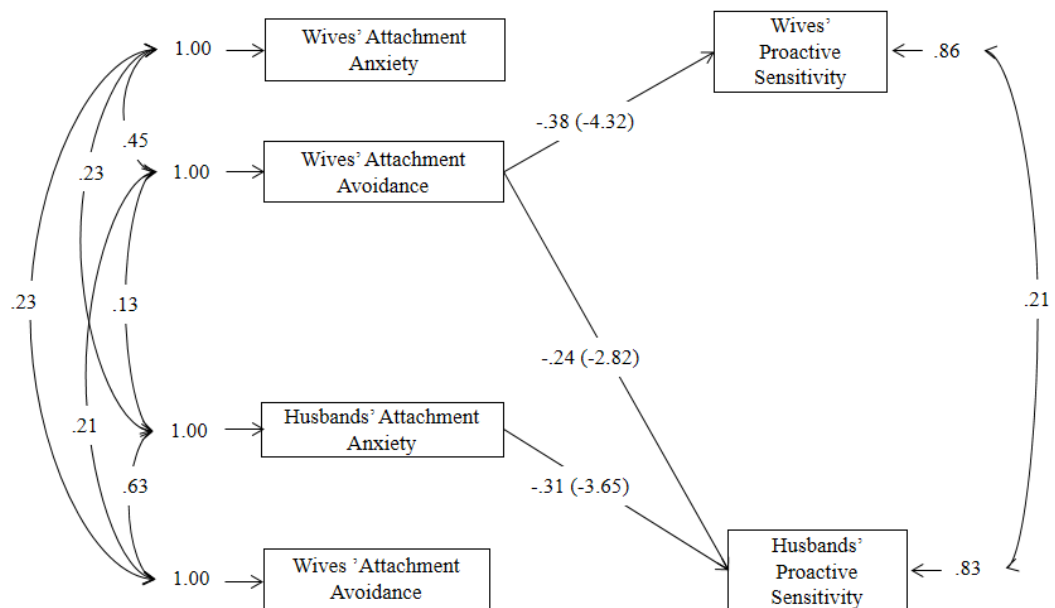 1.00
Wives’ Attachment
Anxiety
Wives’
Proactive
Sensitivity
.86
-.38 (-4.32)
.45
.23
1.00
Wives’ Attachment
Avoidance
.23
.13
.21
-.24 (-2.82)
.21
1.00
Husbands’ Attachment
Anxiety
.63
-.31 (-3.65)
1.00
Wives ’Attachment
Avoidance
Husbands’
Proactive
Sensitivity
.83